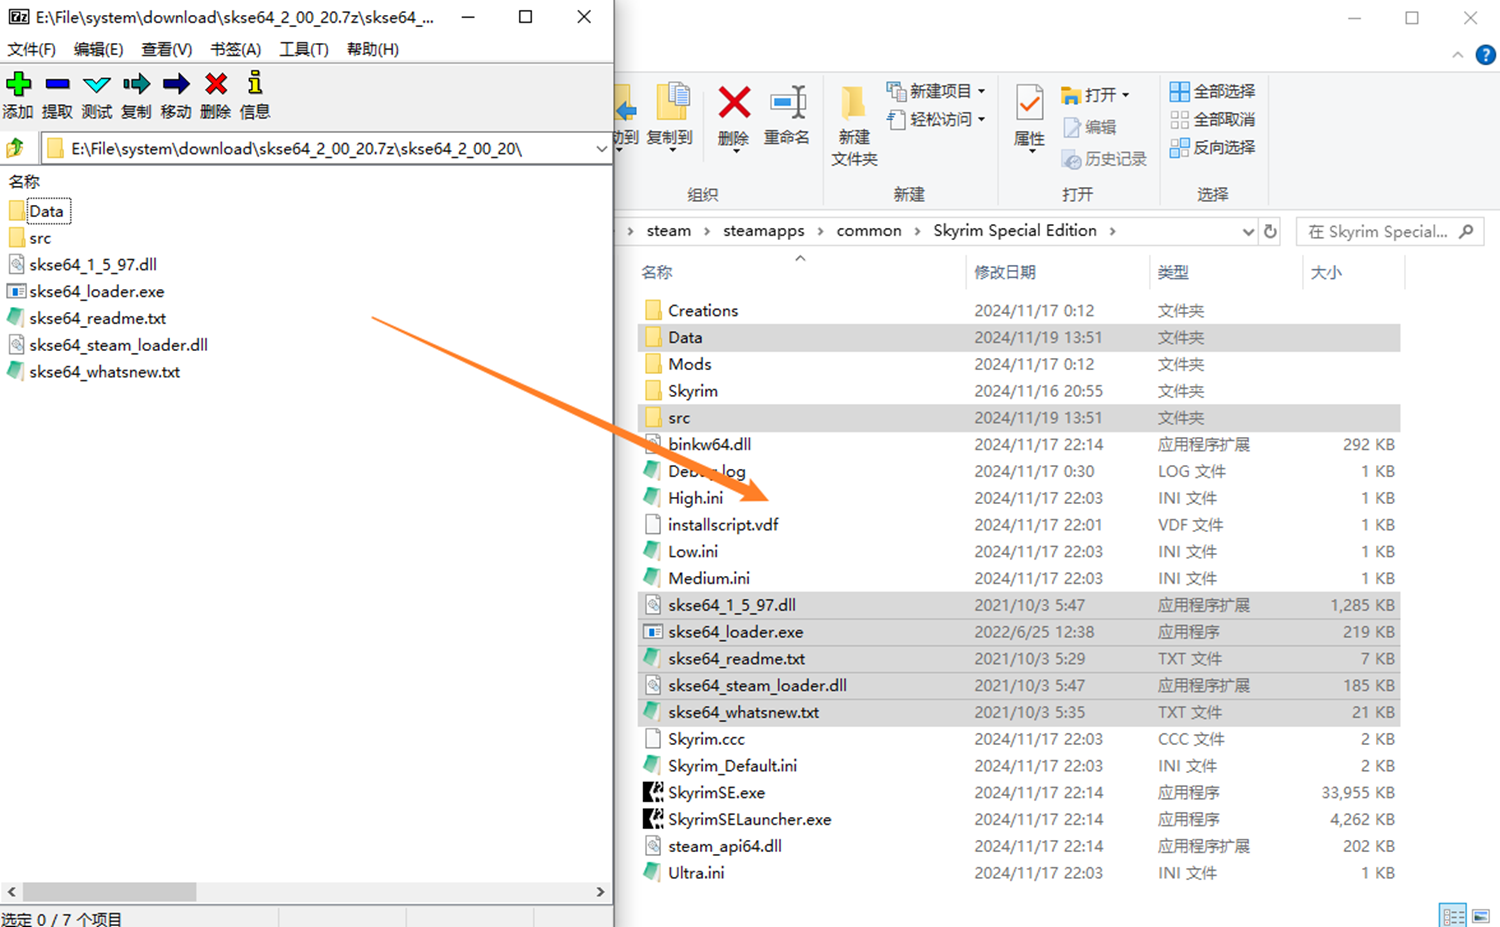 E:\File\system\download\skse64_2_00_20.7z\skse64_...
文件(F) 编辑(E) 查看(V) 书签(A) 工具(T) 帮助(H)
添加 提取 测试 复制 移动 删除 信息
E:\File\system\download\skse64_2_00_20.7z\skse64_2_00_20\
名称
Data
src
skse64_1_5_97.dll
skse64_loader.exe
skse64_readme.txt
skse64_steam_loader.dll
skse64_whatsnew.txt
选定 0 / 7 个项目
动到 复制到 删除 重命名
组织
新建
文件夹
新建项目
轻松访问
新建
属性
打开
编辑
历史记录
打开
全部选择
全部取消
反向选择
选择
steam steamapps common Skyrim Special Edition
在 Skyrim Special...
名称 修改日期 类型 大小
Creations 2024/11/17 0:12 文件夹
Data 2024/11/19 13:51 文件夹
Mods 2024/11/17 0:12 文件夹
Skyrim 2024/11/16 20:55 文件夹
src 2024/11/19 13:51 文件夹
binkw64.dll 2024/11/17 22:14 应用程序扩展 292 KB
Debug.log 2024/11/17 0:30 LOG 文件 1 KB
High.ini 2024/11/17 22:03 INI 文件 1 KB
installscript.vdf 2024/11/17 22:01 VDF 文件 1 KB
Low.ini 2024/11/17 22:03 INI 文件 1 KB
Medium.ini 2024/11/17 22:03 INI 文件 1 KB
skse64_1_5_97.dll 2021/10/3 5:47 应用程序扩展 1,285 KB
skse64_loader.exe 2022/6/25 12:38 应用程序 219 KB
skse64_readme.txt 2021/10/3 5:29 TXT 文件 7 KB
skse64_steam_loader.dll 2021/10/3 5:47 应用程序扩展 185 KB
skse64_whatsnew.txt 2021/10/3 5:35 TXT 文件 21 KB
Skyrim.ccc 2024/11/17 22:03 CCC 文件 2 KB
Skyrim_Default.ini 2024/11/17 22:03 INI 文件 2 KB
SkyrimSE.exe 2024/11/17 22:14 应用程序 33,955 KB
SkyrimSELauncher.exe 2024/11/17 22:14 应用程序 4,262 KB
steam_api64.dll 2024/11/17 22:14 应用程序扩展 202 KB
Ultra.ini 2024/11/17 22:03 INI 文件 1 KB